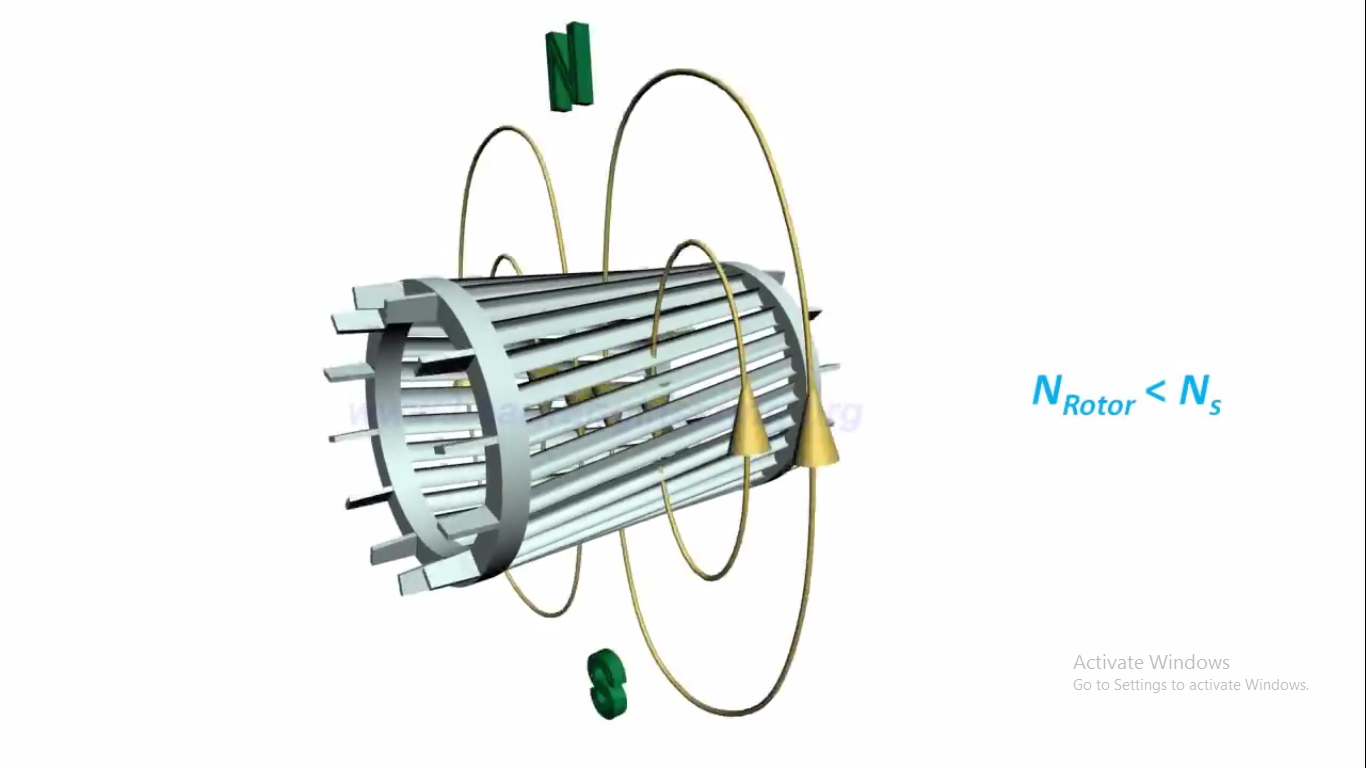 N
N_Rotor < N_s
S
Activate Windows
Go to Settings to activate Windows.